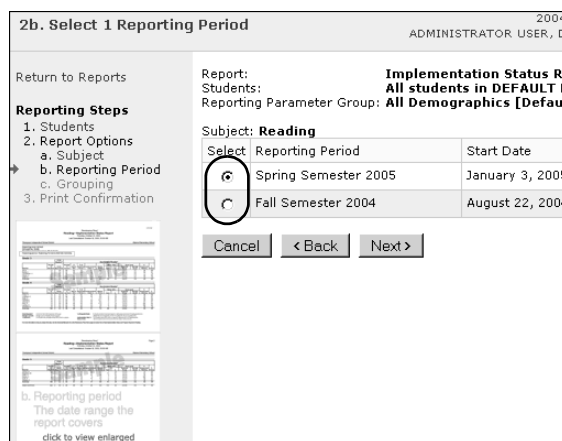 2b. Select 1 Reporting Period
200
ADMINISTRATOR USER, D
Return to Reports
Reporting Steps
1. Students
2. Report Options
a. Subject
b. Reporting Period
c. Grouping
3. Print Confirmation
Sample
Sample
b. Reporting period
The date range the
report covers
click to view enlarged
Report: Implementation Status R
Students: All students in DEFAULT
Reporting Parameter Group: All Demographics [Defau
Subject: Reading
Select Reporting Period Start Date
Spring Semester 2005 January 3, 200
Fall Semester 2004 August 22, 200
Cancel < Back Next >